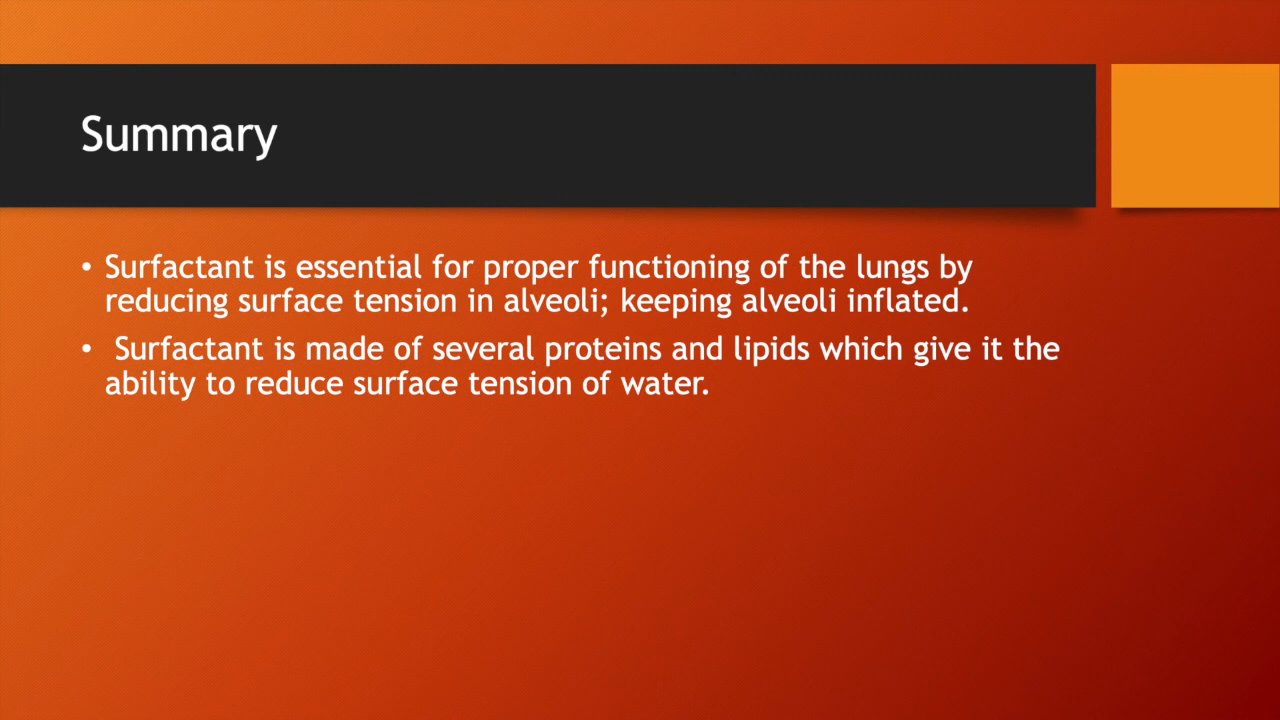 Summary
• Surfactant is essential for proper functioning of the lungs by
reducing surface tension in alveoli; keeping alveoli inflated.
• Surfactant is made of several proteins and lipids which give it the
ability to reduce surface tension of water.